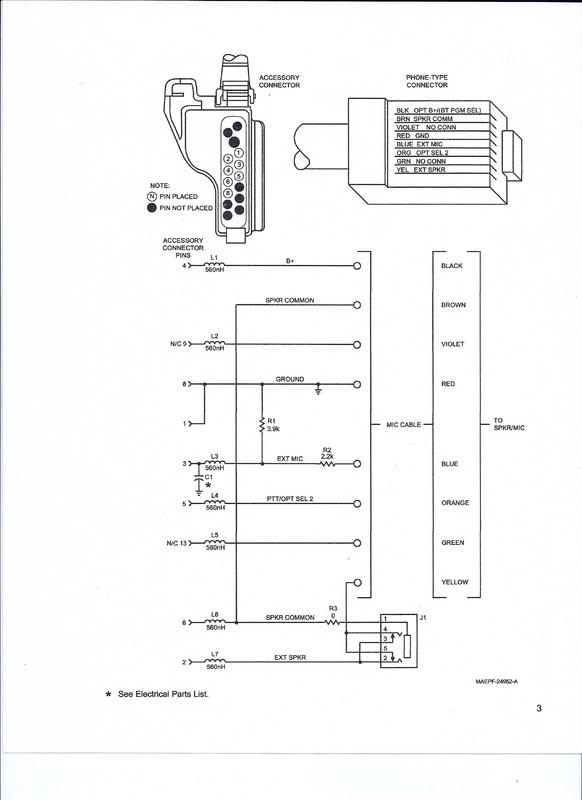 ACCESSORY
CONNECTOR
PHONE-TYPE
CONNECTOR
BLK OPT B+/(BT PGM SEL)
BRN SPKR COMM
VIOLET NO CONN
RED GND
BLUE EXT MIC
ORG OPT SEL 2
GRN NO CONN
YEL EXT SPKR
1
2
3
4
5
6
8
NOTE:
N PIN PLACED
PIN NOT PLACED
ACCESSORY
CONNECTOR
PINS
4 L1 B+ BLACK
560nH
SPKR COMMON BROWN
N/C 9 L2 VIOLET
560nH
8 GROUND RED
R1
3.9k
1
MIC CABLE
TO
SPKR/MIC
3 L3 EXT MIC R2 BLUE
560nH 2.2k
C1
*
5 L4 PTT/OPT SEL 2 ORANGE
560nH
N/C 13 L5 GREEN
560nH
YELLOW
6 L6 SPKR COMMON R3 J1
560nH 0
1
4
3
5
2
2 L7 EXT SPKR
560nH
MAEPF-24952-A
* See Electrical Parts List.
3